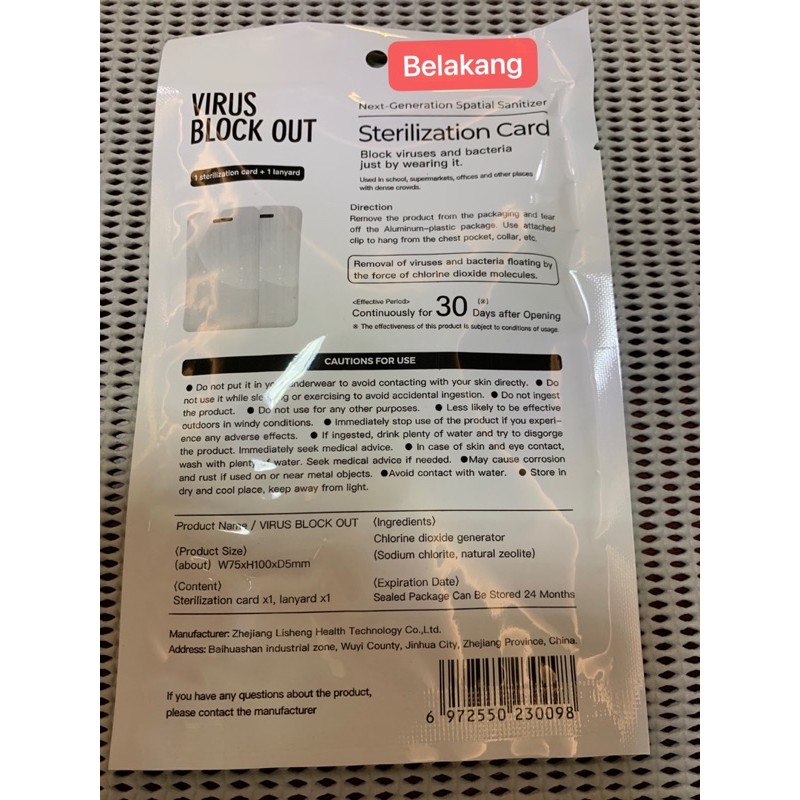 Belakang
VIRUS
BLOCK OUT
1 sterilization card + 1 lanyard
Next-Generation Spatial Sanitizer
Sterilization Card
Block viruses and bacteria
just by wearing it.
Used in school, supermarkets, offices and other places
with dense crowds.
Direction
Remove the product from the packaging and tear
off the Aluminum-plastic package. Use attached
clip to hang from the chest pocket, collar, etc.
Removal of viruses and bacteria floating by
the force of chlorine dioxide molecules.
<Effective Period>
Continuously for 30 (※) Days after Opening
※ The effectiveness of this product is subject to conditions of usage.
CAUTIONS FOR USE
● Do not put it in underwear to avoid contacting with your skin directly. ● Do
not use it while or exercising to avoid accidental ingestion. ● Do not ingest
the product. ● Do not use for any other purposes. ● Less likely to be effective
outdoors in windy conditions. ● Immediately stop use of the product if you experi-
ence any adverse effects. ● If ingested, drink plenty of water and try to disgorge
the product. Immediately seek medical advice. ● In case of skin and eye contact,
wash with plenty of water. Seek medical advice if needed. ●May cause corrosion
and rust if used on or near metal objects. ●Avoid contact with water. ● Store in
dry and cool place, keep away from light.
Product Name / VIRUS BLOCK OUT
〈Product Size〉
(about) W75xH100xD5mm
〈Content〉
Sterilization card x1, lanyard x1
〈Ingredients〉
Chlorine dioxide generator
(Sodium chlorite, natural zeolite)
〈Expiration Date〉
Sealed Package Can Be Stored 24 Months
Manufacturer: Zhejiang Lisheng Health Technology Co.,Ltd.
Address: Baihuashan industrial zone, Wuyi County, Jinhua City, Zhejiang Province, China.
If you have any questions about the product,
please contact the manufacturer
6 972550 230098